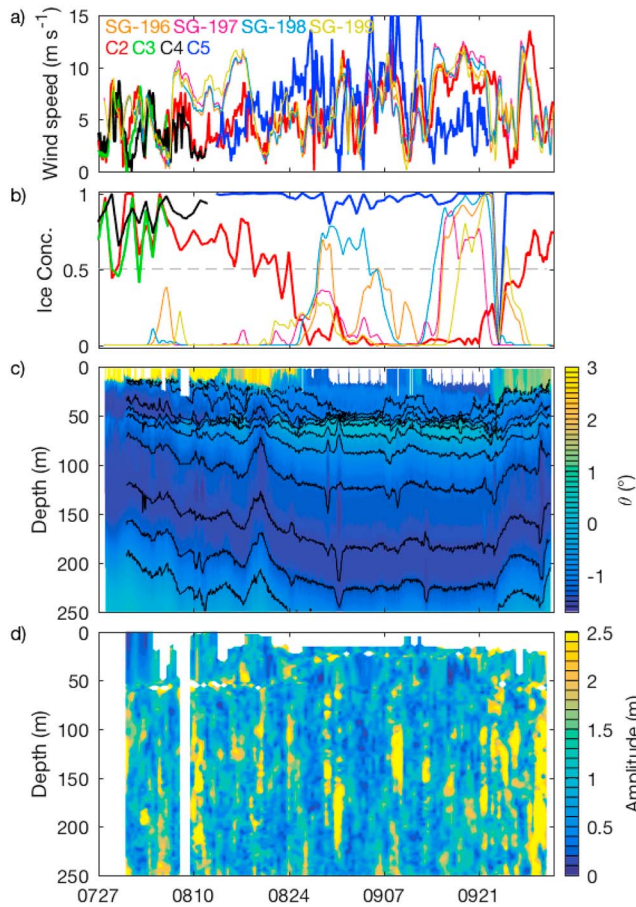 a)
Wind speed (m s⁻¹)
15
10
5
0
SG-196 SG-197 SG-198 SG-199
C2 C3 C4 C5
b)
Ice Conc.
1
0.5
0
c)
Depth (m)
0
50
100
150
200
250
3
2
1
0
-1
θ (°)
d)
Depth (m)
0
50
100
150
200
250
2.5
2
1.5
1
0.5
0
Amplitude (m)
0727 0810 0824 0907 0921